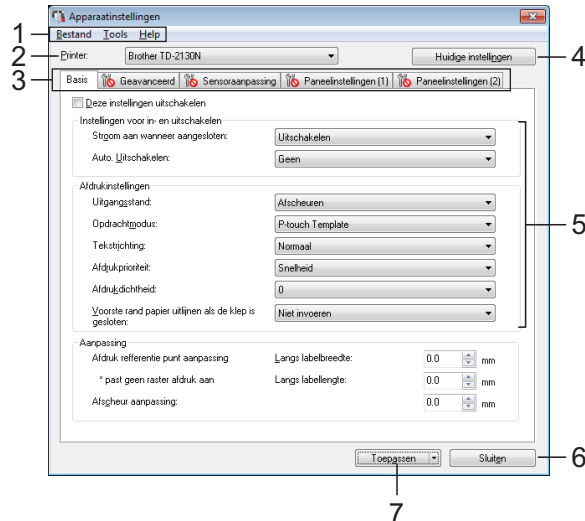 Apparaatinstellingen
1 Bestand Tools Help
2 Printer: Brother TD-2130N Huidige instellingen 4
3 Basis Geavanceerd Sensoraanpassing Paneelinstellingen (1) Paneelinstellingen (2)
Deze instellingen uitschakelen
Instellingen voor in- en uitschakelen
Stroom aan wanneer aangesloten: Uitschakelen
Auto. Uitschakelen: Geen
Afdrukinstellingen
Uitgangsstand: Afscheuren
5
Opdrachtmodus: P-touch Template
Tekstrichting: Normaal
Afdrukprioriteit: Snelheid
Afdrukdichtheid: 0
Voorste rand papier uitlijnen als de klep is
gesloten: Niet invoeren
Aanpassing
Afdruk refferentie punt aanpassing Langs labelbreedte: 0.0 mm
* past geen raster afdruk aan Langs labellengte: 0.0 mm
Afscheur aanpassing: 0.0 mm
Toepassen Sluiten 6
7